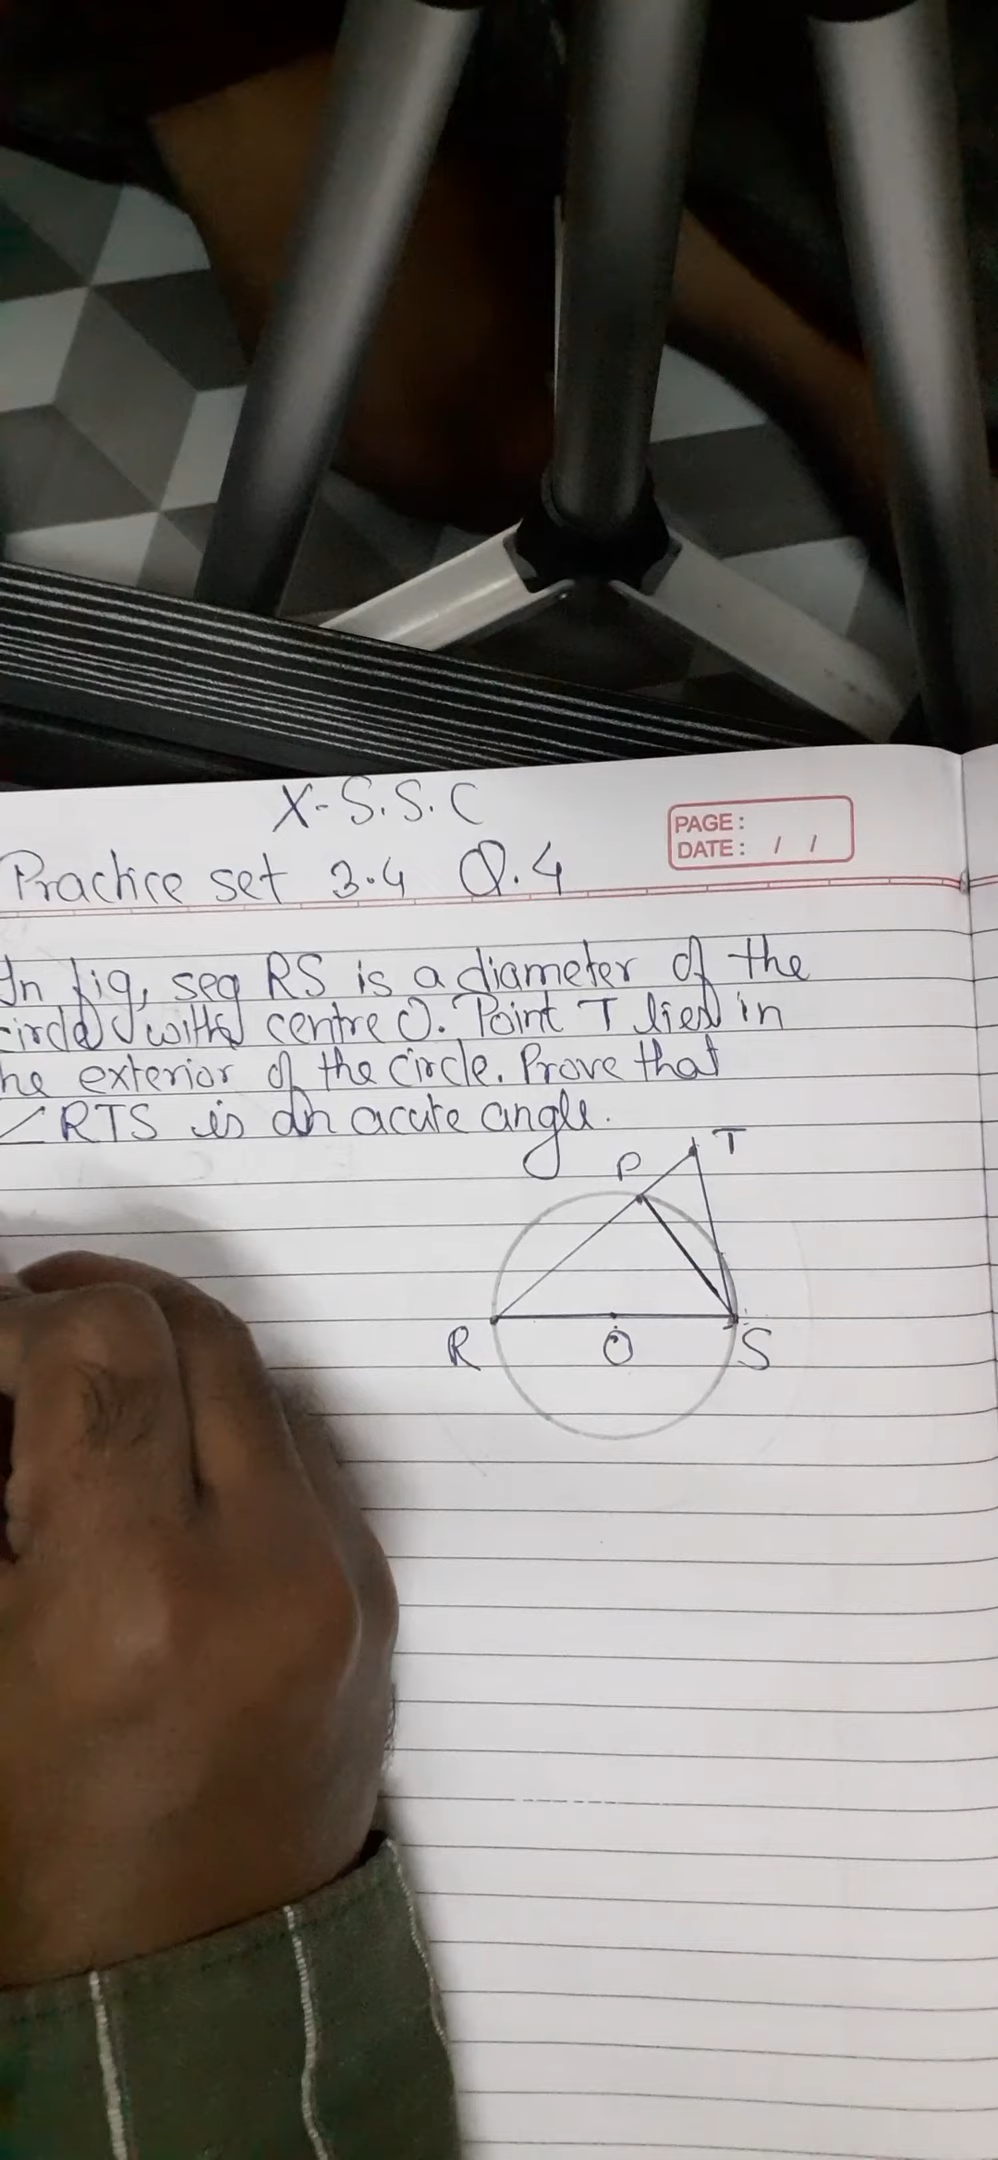 X-S.S.C
PAGE:
DATE: / /
Practice set 3.4 Q.4
In fig, seg RS is a diameter of the
circle with centre O. Point T lies in
he exterior of the circle. Prove that
∠RTS is an acute angle.
T
P
R O S